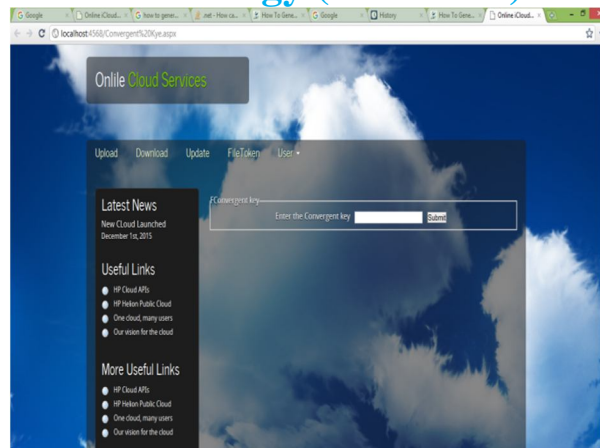 Google
Online iCloud...
how to gener...
.net - How ca...
How To Gene...
Google
History
How To Gene...
Online iCloud...
localhost:4568/Convergent%20Kye.aspx
Onlile Cloud Services
Upload Download Update FileToken User
Latest News
New CLoud Launched
December 1st, 2015
Useful Links
HP Cloud APIs
HP Helion Public Cloud
One cloud, many users
Our vision for the cloud
More Useful Links
HP Cloud APIs
HP Helion Public Cloud
One cloud, many users
Our vision for the cloud
FConvergent key
Enter the Convergent key Submit